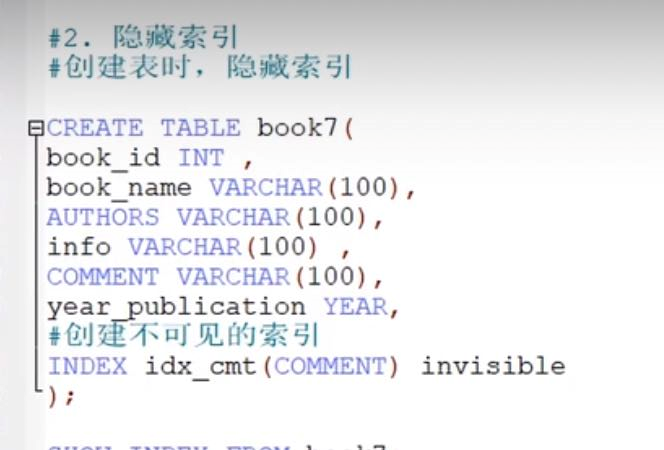 #2. 隐藏索引
#创建表时，隐藏索引
CREATE TABLE book7(
book_id INT ,
book_name VARCHAR(100),
AUTHORS VARCHAR(100),
info VARCHAR(100) ,
COMMENT VARCHAR(100),
year_publication YEAR,
#创建不可见的索引
INDEX idx_cmt(COMMENT) invisible
);